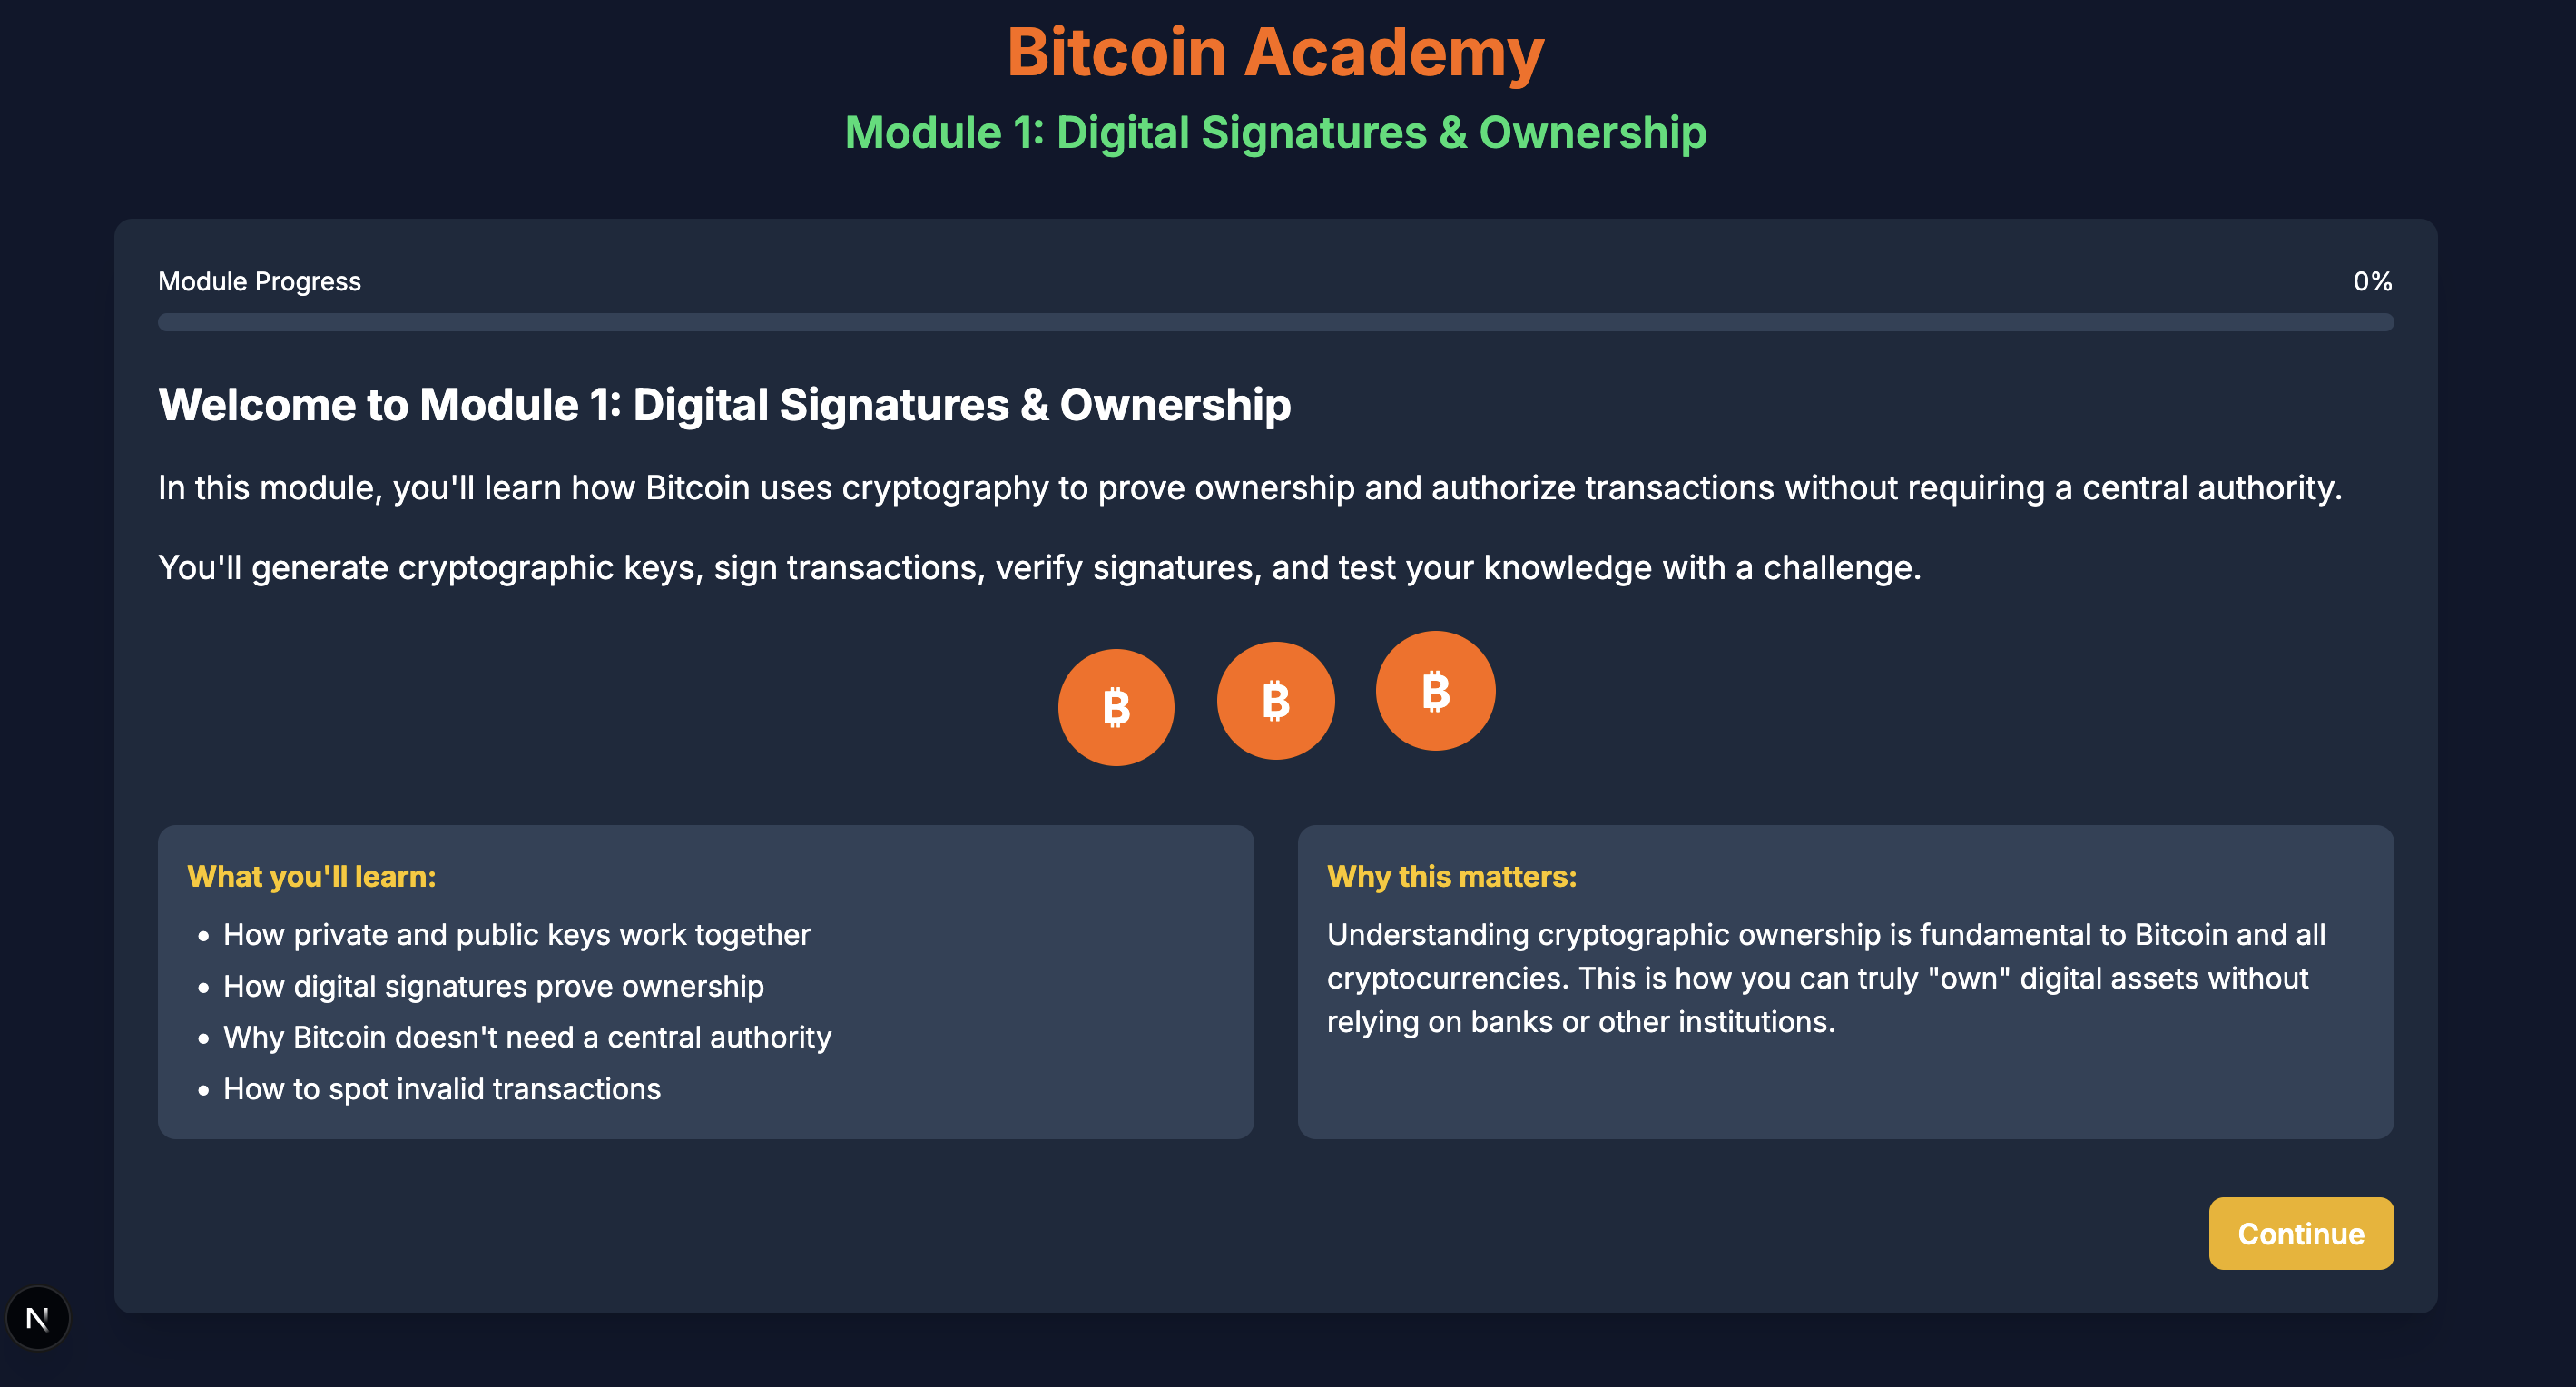 Bitcoin Academy
Module 1: Digital Signatures & Ownership
Module Progress
0%
Welcome to Module 1: Digital Signatures & Ownership
In this module, you'll learn how Bitcoin uses cryptography to prove ownership and authorize transactions without requiring a central authority.
You'll generate cryptographic keys, sign transactions, verify signatures, and test your knowledge with a challenge.
₿ ₿ ₿
What you'll learn:
• How private and public keys work together
• How digital signatures prove ownership
• Why Bitcoin doesn't need a central authority
• How to spot invalid transactions
Why this matters:
Understanding cryptographic ownership is fundamental to Bitcoin and all
cryptocurrencies. This is how you can truly "own" digital assets without
relying on banks or other institutions.
Continue
N